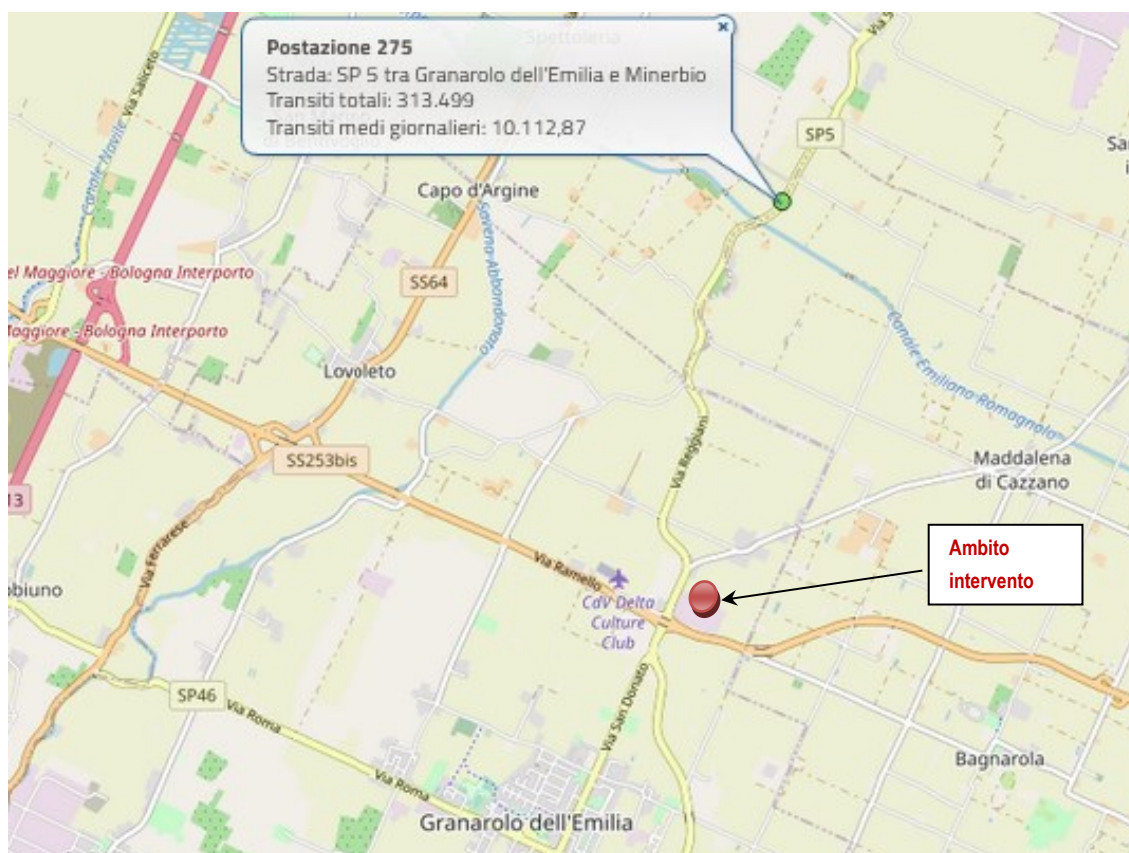 Postazione 275
Strada: SP 5 tra Granarolo dell'Emilia e Minerbio
Transiti totali: 313.499
Transiti medi giornalieri: 10.112,87
Spettoleria
Via Saliceto
Canale Navile
SP5
Capo d'Argine
Savena Abbandonato
SS64
el Maggiore - Bologna Interporto
Maggiore - Bologna Interporto
Canale Emiliano Romagnolo
Lovoleto
SS253bis
Via Reggiani
Maddalena
di Cazzano
13
Via Ferrarese
Via Ramello
Ambito
intervento
CdV Delta
Culture
Club
SP46
Via Roma
Via San Donato
Bagnarola
Via Roma
Granarolo dell'Emilia